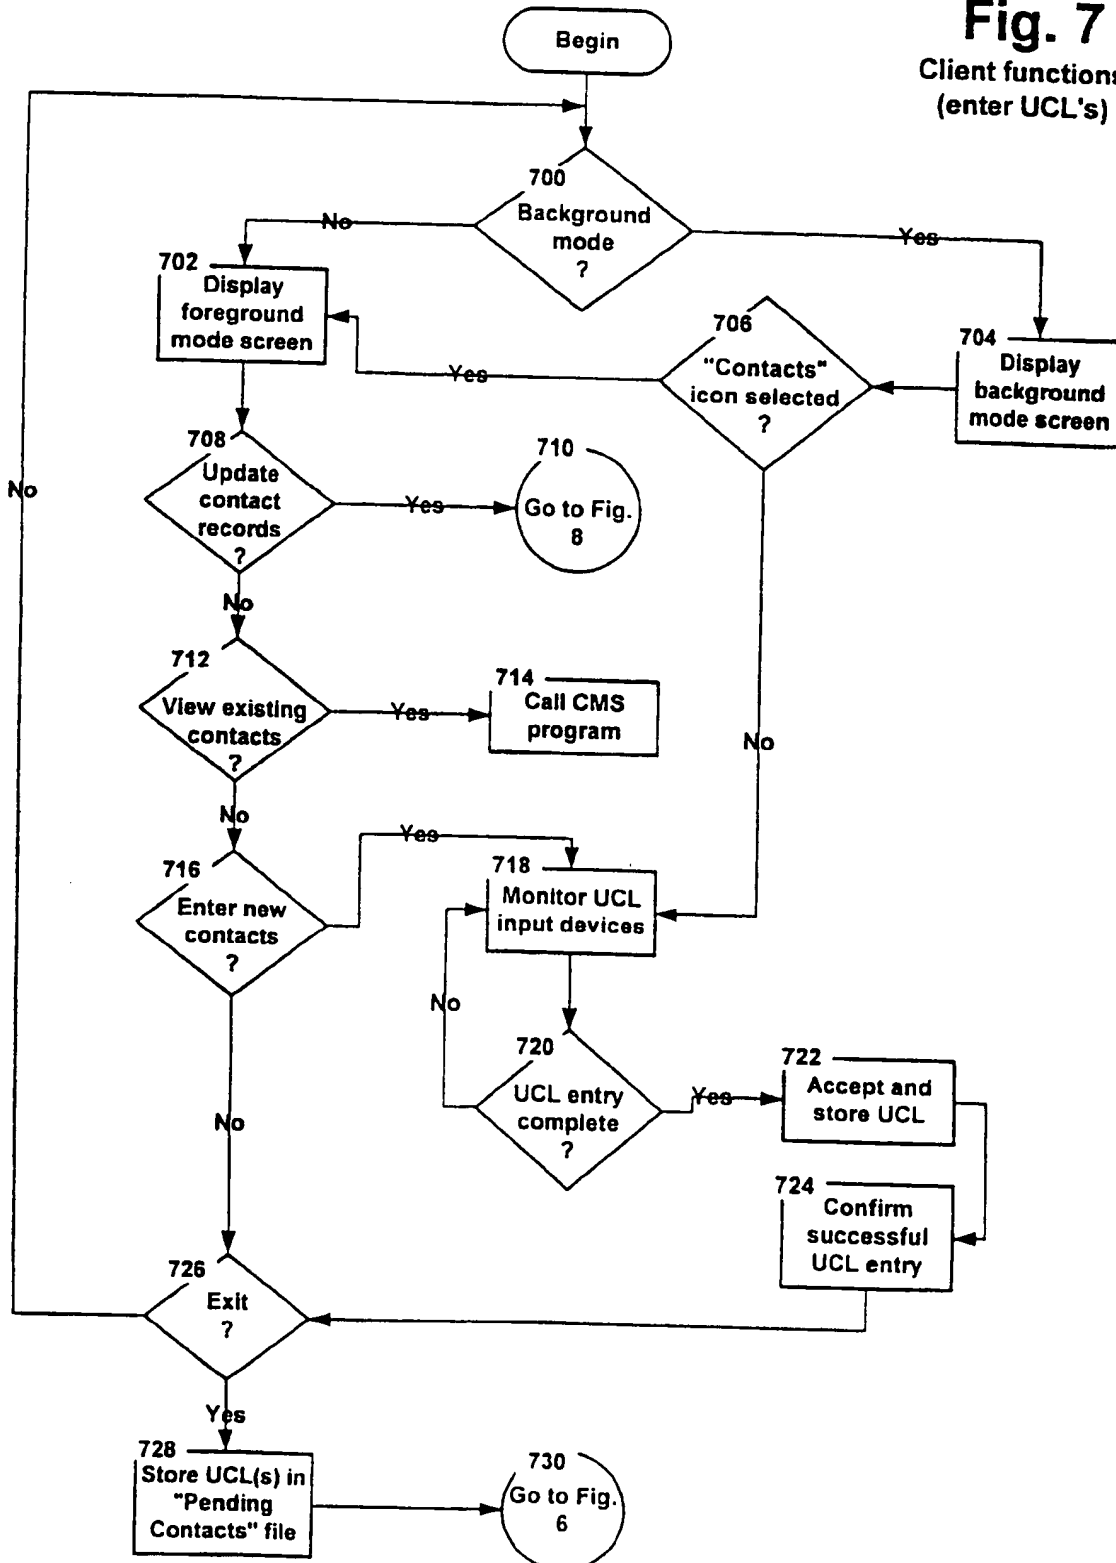 Fig. 7
Client functions
(enter UCL's)
Begin
700
Background
mode
?
No
Yes
702
Display
foreground
mode screen
706
"Contacts"
icon selected
?
Yes
704
Display
background
mode screen
708
Update
contact
records
?
Yes
710
Go to Fig.
8
No
No
712
View existing
contacts
?
Yes
714
Call CMS
program
No
No
716
Enter new
contacts
?
Yes
718
Monitor UCL
input devices
No
720
UCL entry
complete
?
Yes
722
Accept and
store UCL
No
724
Confirm
successful
UCL entry
726
Exit
?
Yes
728
Store UCL(s) in
"Pending
Contacts" file
730
Go to Fig.
6